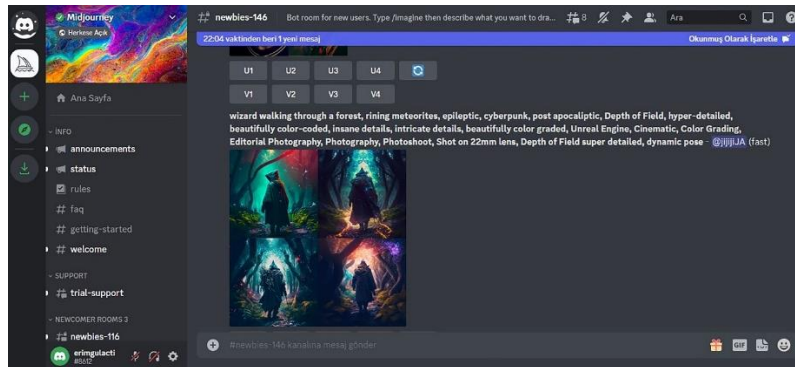 Midjourney
Herkese Açık
# newbies-146
Bot room for new users. Type /imagine then describe what you want to dra...
8
Ara
22:04 vaktinden beri 1 yeni mesaj
Okunmuş Olarak İşaretle
U1 U2 U3 U4
V1 V2 V3 V4
Ana Sayfa
INFO
announcements
status
rules
faq
getting-started
welcome
SUPPORT
trial-support
NEWCOMER ROOMS 3
newbies-116
erimgulacti
#8612
wizard walking through a forest, rining meteorites, epileptic, cyberpunk, post apocaliptic, Depth of Field, hyper-detailed,
beautifully color-coded, insane details, intricate details, beautifully color graded, Unreal Engine, Cinematic, Color Grading,
Editorial Photography, Photography, Photoshoot, Shot on 22mm lens, Depth of Field super detailed, dynamic pose - (fast)
#newbies-146 kanalına mesaj gönder
GIF